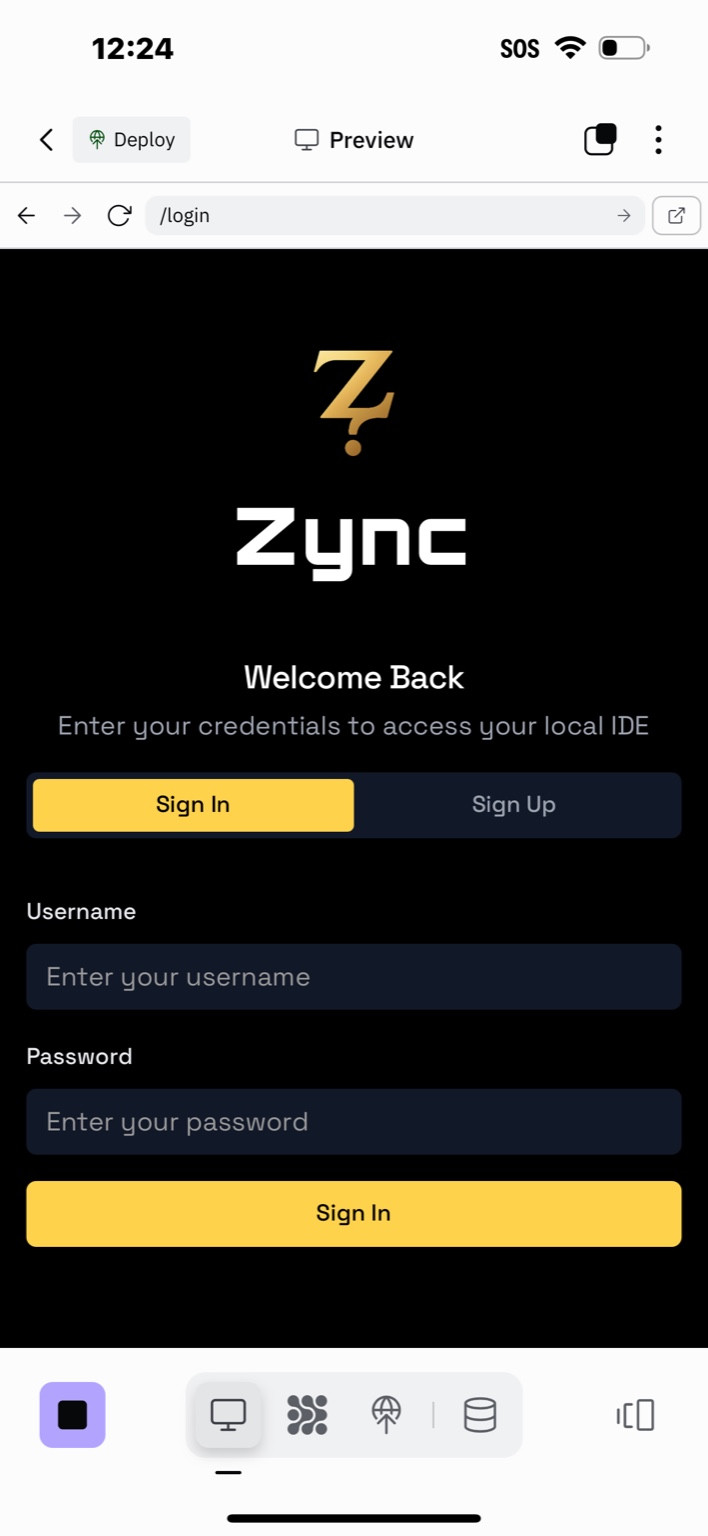 12:24 SOS
Deploy Preview
/login
Z
Zync
Welcome Back
Enter your credentials to access your local IDE
Sign In Sign Up
Username
Enter your username
Password
Enter your password
Sign In